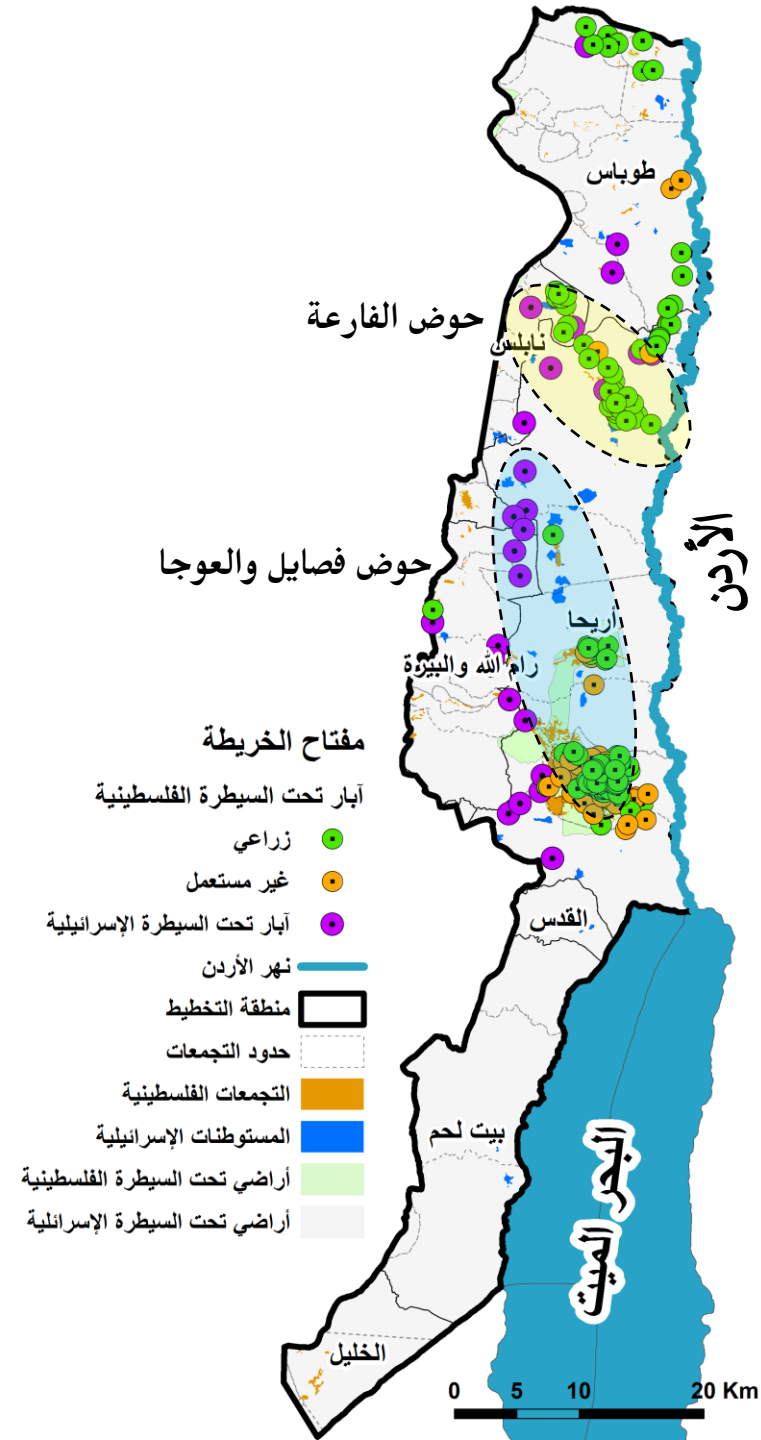 طوباس
حوض الفارعة
نابلس
الأردن
حوض فصايل والعوجا
أريحا
رام الله والبيرة
مفتاح الخريطة
آبار تحت السيطرة الفلسطينية
زراعي
غير مستعمل
آبار تحت السيطرة الإسرائيلية
نهر الأردن
منطقة التخطيط
حدود التجمعات
التجمعات الفلسطينية
المستوطنات الإسرائيلية
أراضي تحت السيطرة الفلسطينية
أراضي تحت السيطرة الإسرائلية
القدس
بيت لحم
البحر الميت
الخليل
0 5 10 20 Km